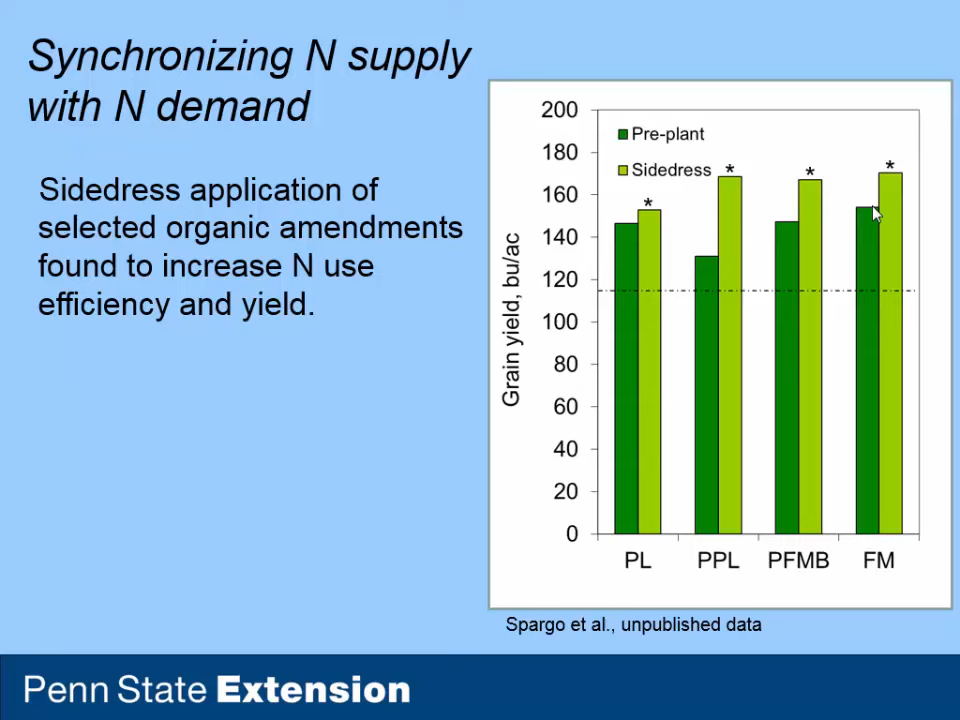 Synchronizing N supply
with N demand
Sidedress application of
selected organic amendments
found to increase N use
efficiency and yield.
200
180
160
140
120
100
80
60
40
20
0
Grain yield, bu/ac
Pre-plant
Sidedress
*
*
*
*
PL
PPL
PFMB
FM
Spargo et al., unpublished data
Penn State Extension